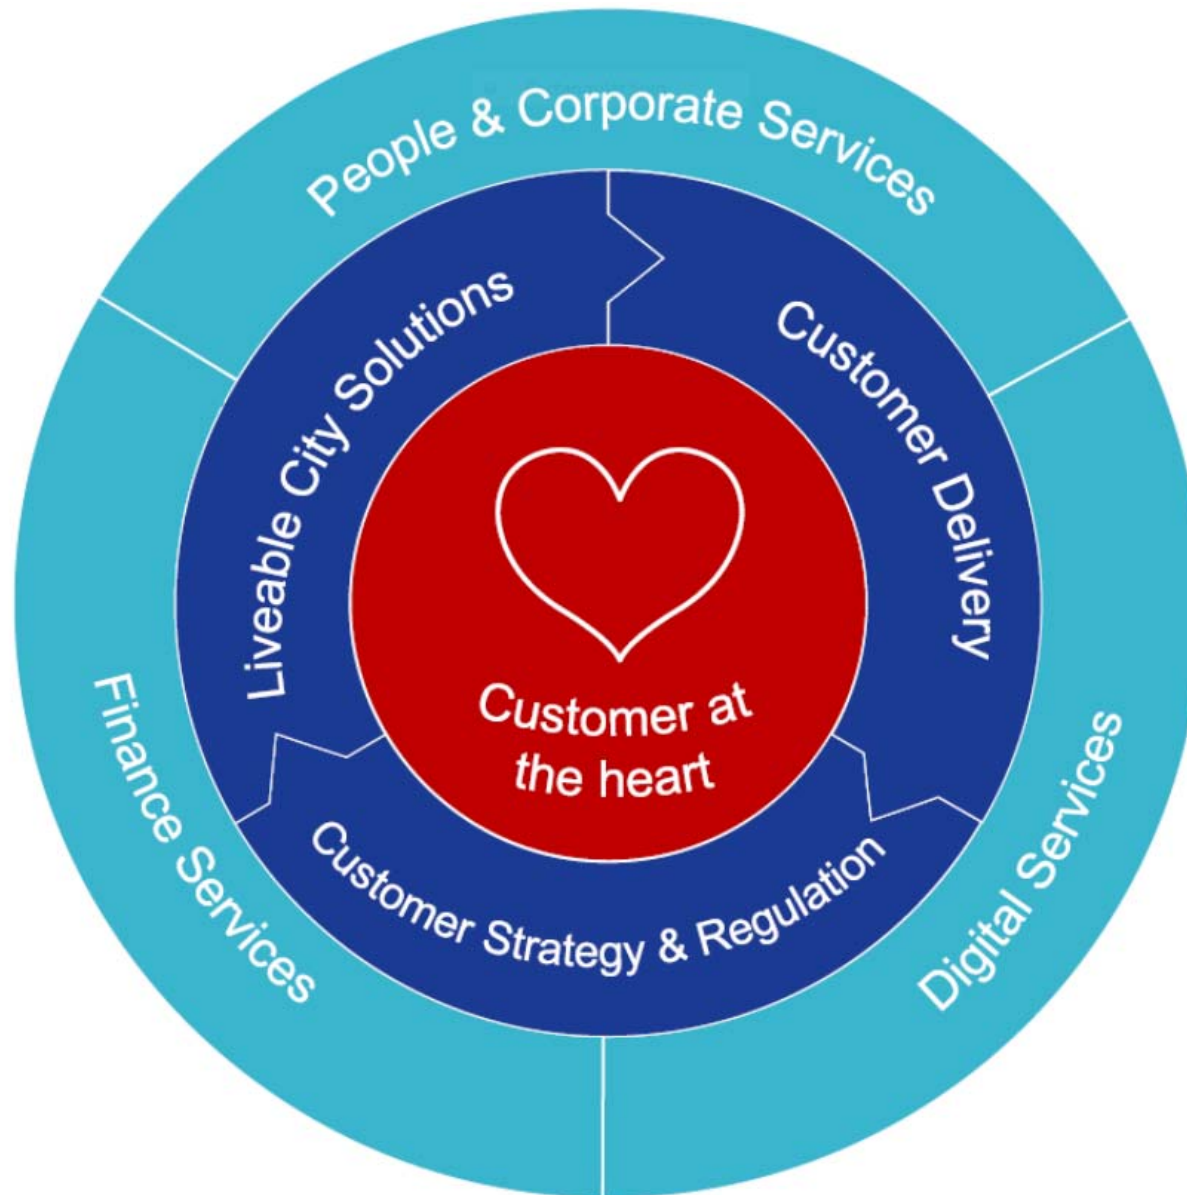 People & Corporate Services
Liveable City Solutions
Customer Delivery
Customer at
the heart
Customer Strategy & Regulation
Finance Services
Digital Services